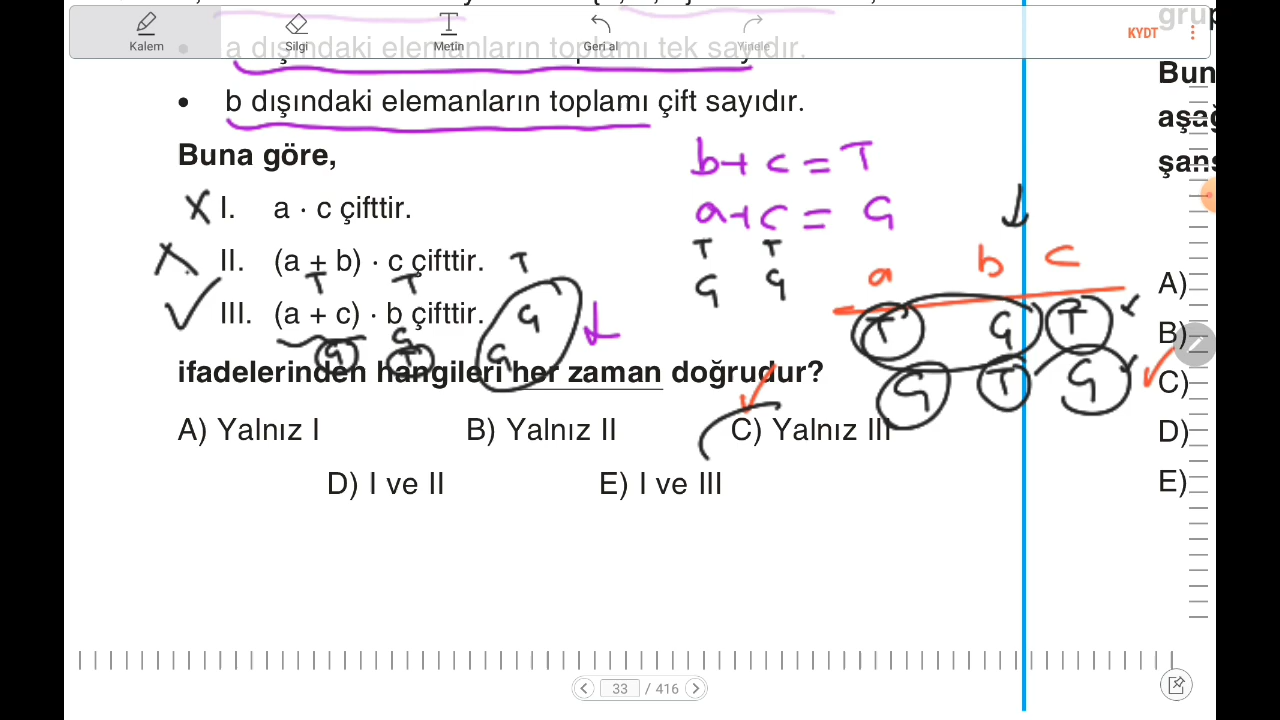 Kalem
Silgi
Metin
Geri al
Yinele
KYDT
grup
a dışındaki elemanların toplamı tek sayıdır.
b dışındaki elemanların toplamı çift sayıdır.
Buna göre,
b + c = T
a + c = Ç
T T
Ç Ç
X I. a · c çifttir.
X II. (a + b) · c çifttir.
T T T
III. (a + c) · b çifttir.
Ç Ç T
Ç Ç
a b c
T Ç T
Ç T Ç
ifadelerinden hangileri her zaman doğrudur?
A) Yalnız I
B) Yalnız II
C) Yalnız III
D) I ve II
E) I ve III
Bun
aşağ
şans
A)
B)
C)
D)
E)
33 / 416